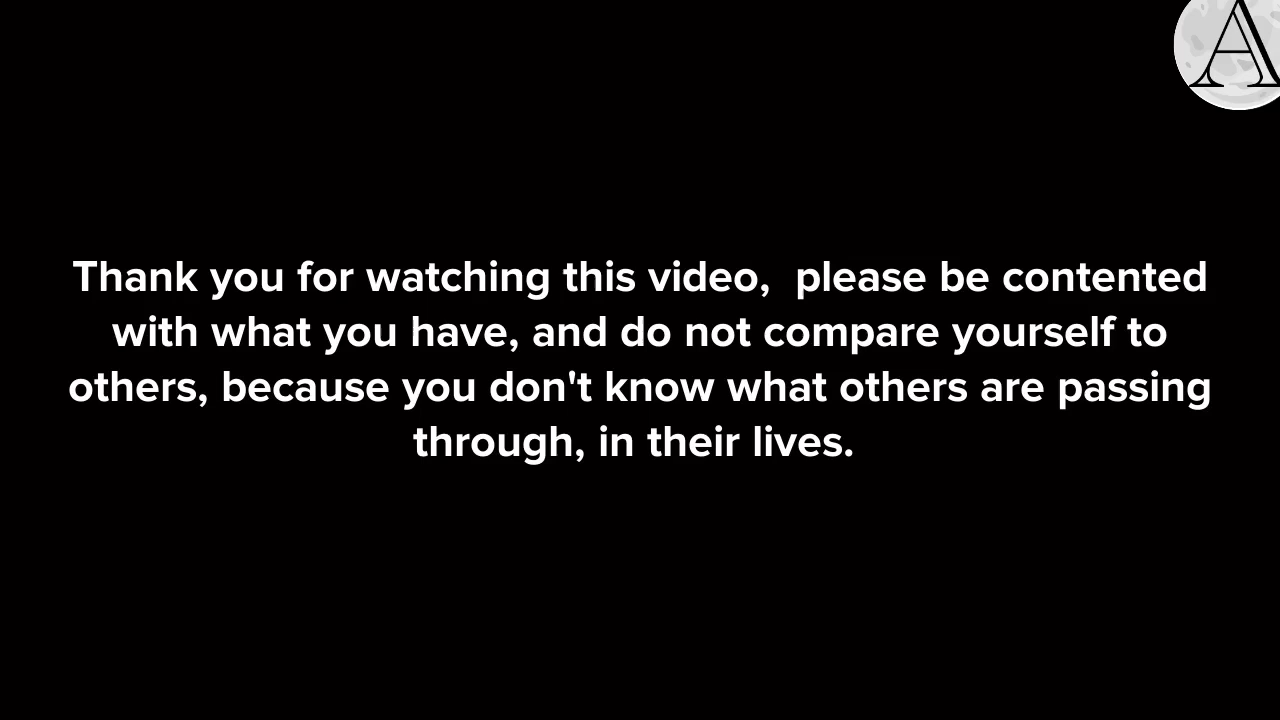 A
Thank you for watching this video,  please be contented
with what you have, and do not compare yourself to
others, because you don't know what others are passing
through, in their lives.